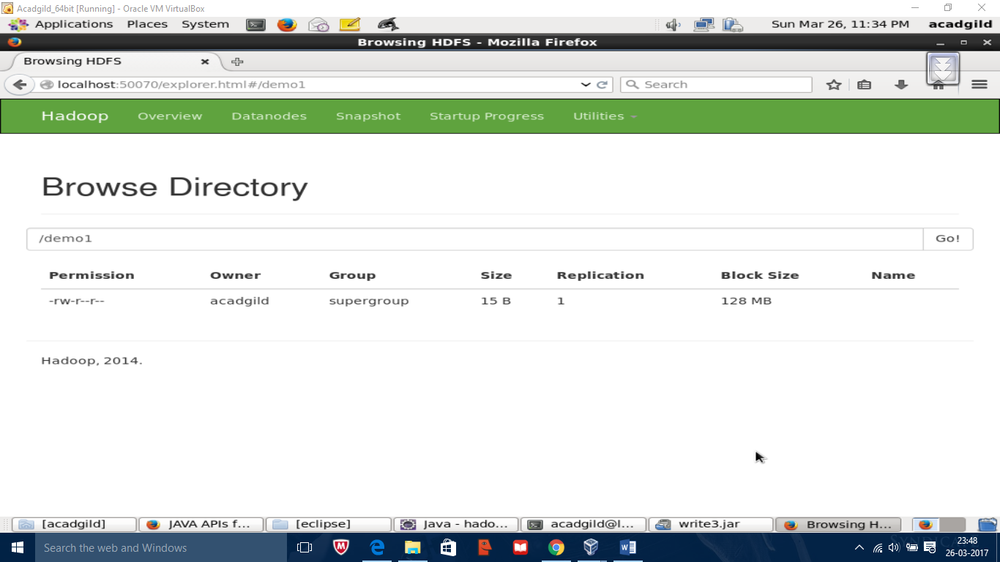 Acadgild_64bit [Running] - Oracle VM VirtualBox
Applications Places System Sun Mar 26, 11:34 PM acadgild
Browsing HDFS - Mozilla Firefox
Browsing HDFS
localhost:50070/explorer.html#/demo1 Search
Hadoop Overview Datanodes Snapshot Startup Progress Utilities
Browse Directory
/demo1 Go!
Permission Owner Group Size Replication Block Size Name
-rw-r--r-- acadgild supergroup 15 B 1 128 MB
Hadoop, 2014.
[acadgild] JAVA APIs f... [eclipse] Java - hado... acadgild@l... write3.jar Browsing H...
Search the web and Windows 23:48
26-03-2017